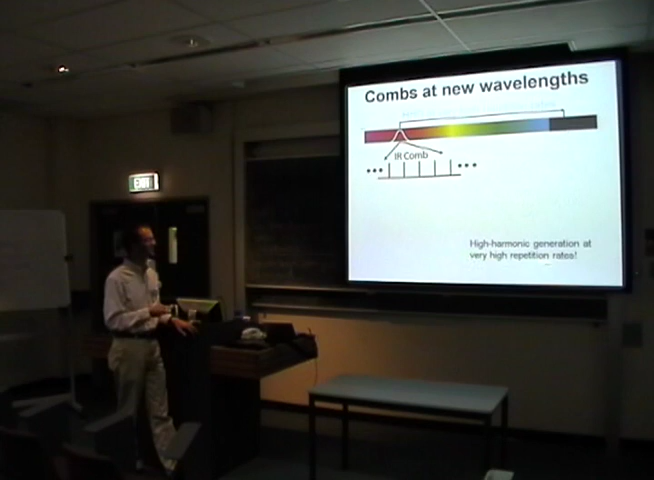 Combs at new wavelengths
IR Comb
High-harmonic generation at
very high repetition rates!
EXIT